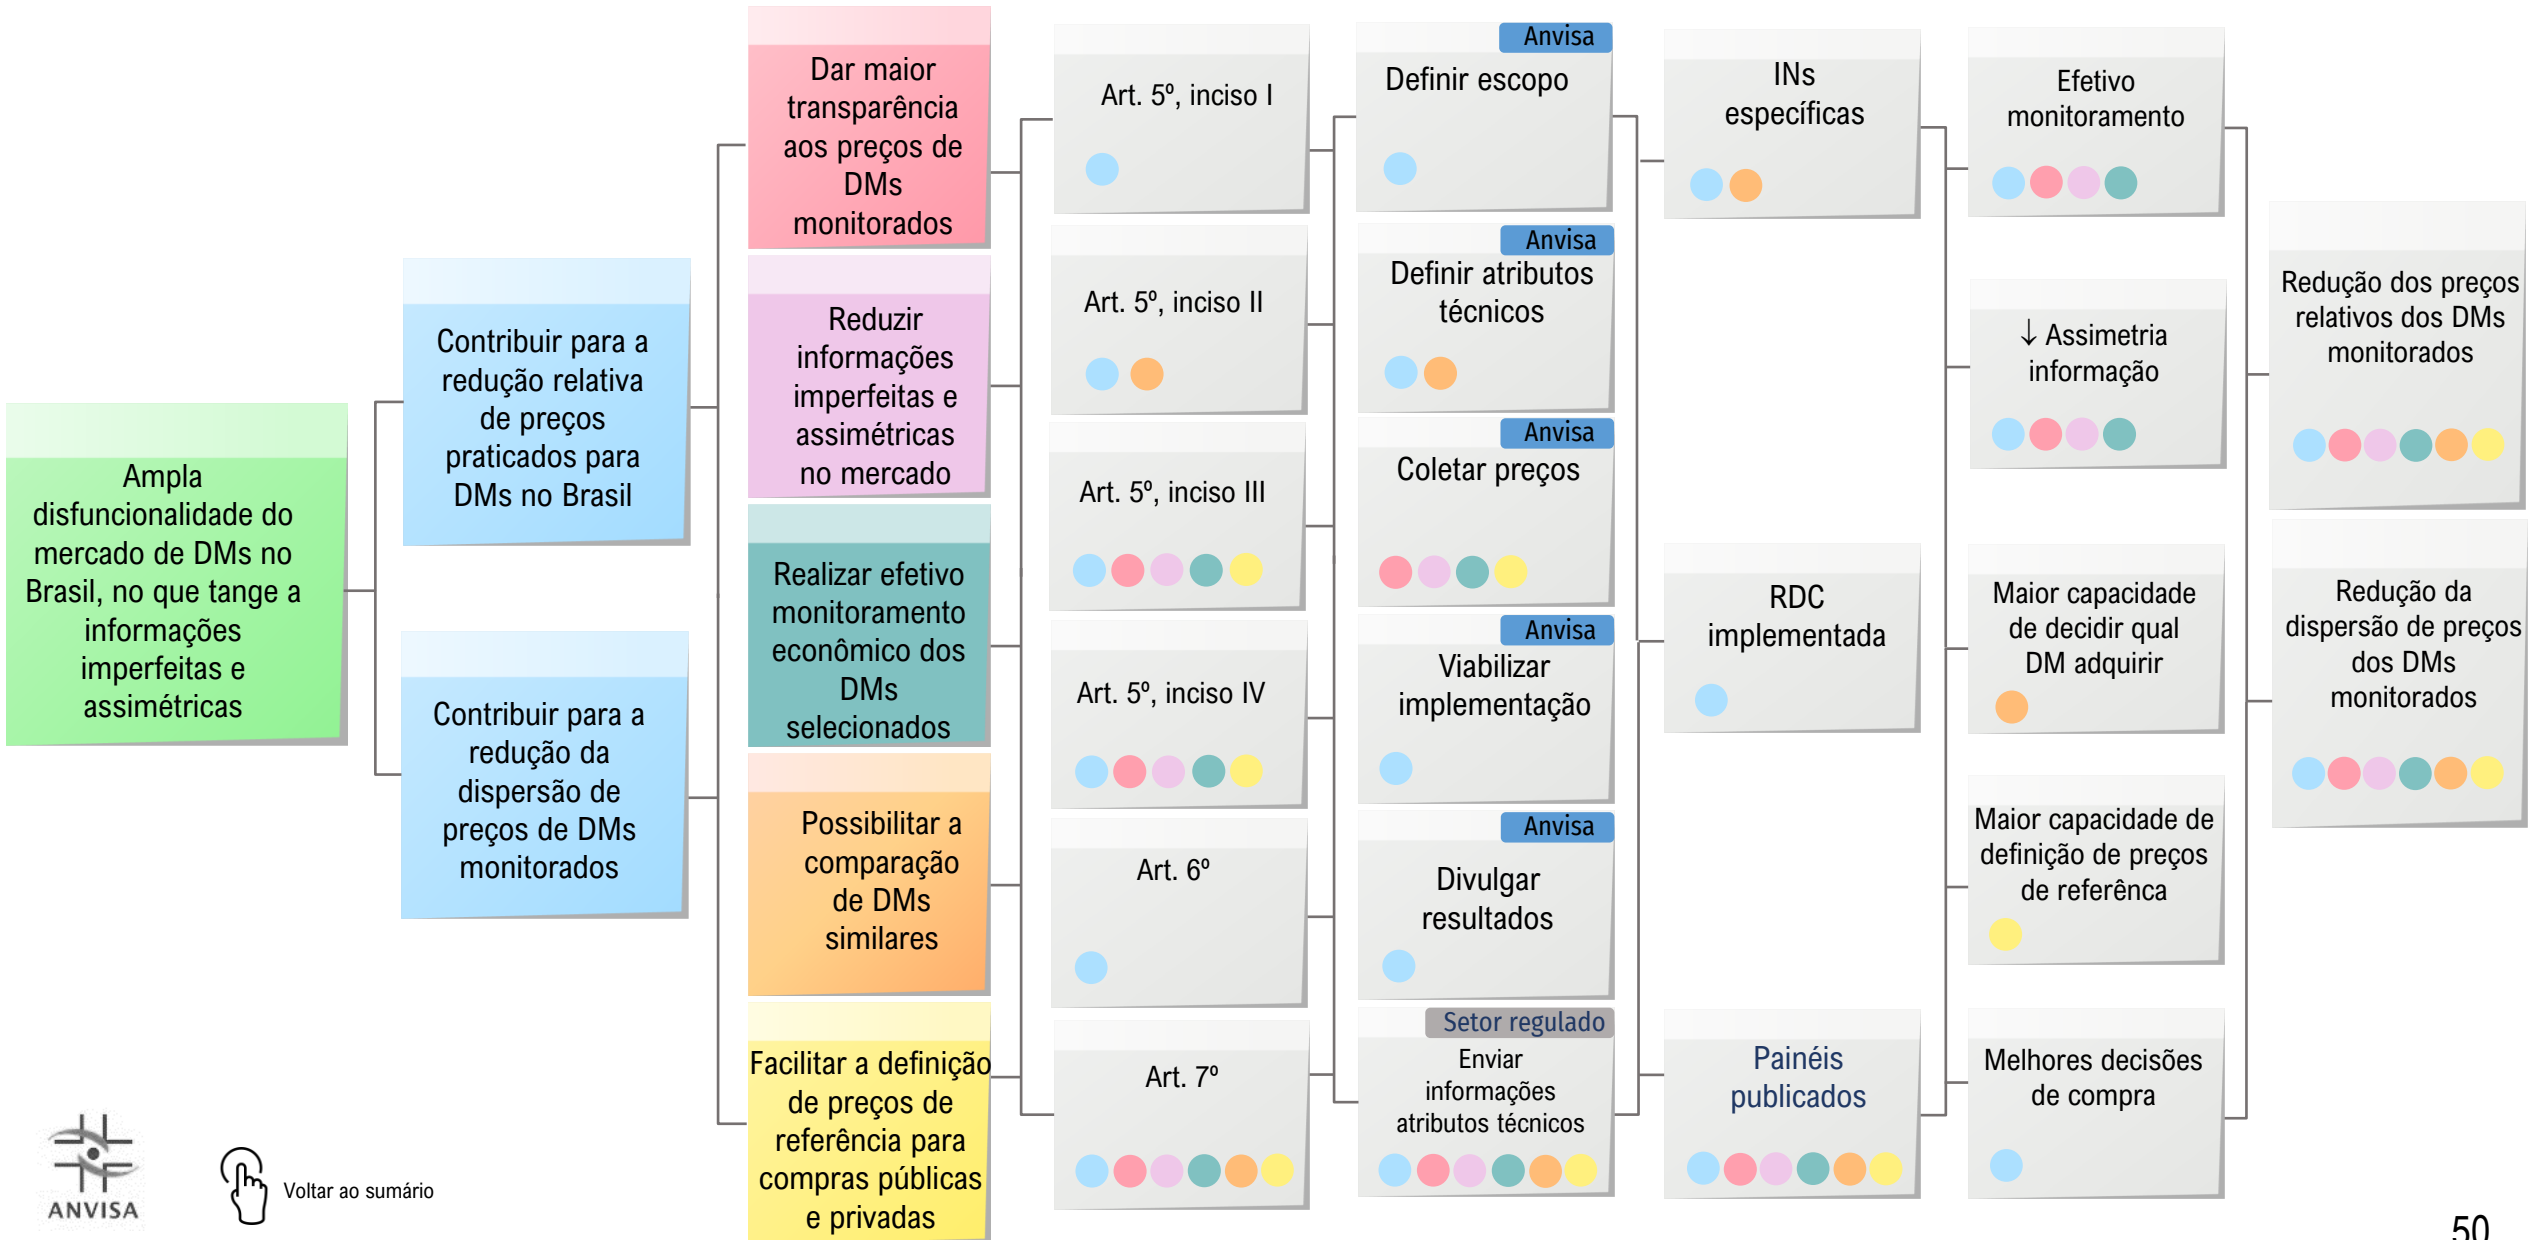 Ampla
disfuncionalidade do
mercado de DMs no
Brasil, no que tange a
informações
imperfeitas e
assimétricas
Contribuir para a
redução relativa
de preços
praticados para
DMs no Brasil
Contribuir para a
redução da
dispersão de
preços de DMs
monitorados
Dar maior
transparência
aos preços de
DMs
monitorados
Reduzir
informações
imperfeitas e
assimétricas
no mercado
Realizar efetivo
monitoramento
econômico dos
DMs
selecionados
Possibilitar a
comparação
de DMs
similares
Facilitar a definição
de preços de
referência para
compras públicas
e privadas
Art. 5º, inciso I
Art. 5º, inciso II
Art. 5º, inciso III
Art. 5º, inciso IV
Art. 6º
Art. 7º
Anvisa
Definir escopo
Anvisa
Definir atributos
técnicos
Anvisa
Coletar preços
Anvisa
Viabilizar
implementação
Anvisa
Divulgar
resultados
Setor regulado
Enviar
informações
atributos técnicos
INs
específicas
RDC
implementada
Painéis
publicados
Efetivo
monitoramento
↓ Assimetria
informação
Maior capacidade
de decidir qual
DM adquirir
Maior capacidade de
definição de preços
de referênca
Melhores decisões
de compra
Redução dos preços
relativos dos DMs
monitorados
Redução da
dispersão de preços
dos DMs
monitorados
ANVISA
Voltar ao sumário
50